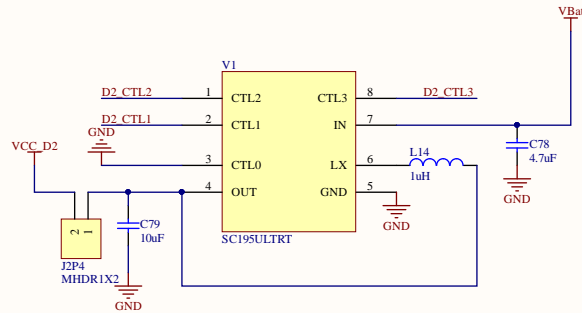 VBat
V1
D2_CTL2 1 CTL2 CTL3 8 D2_CTL3
D2_CTL1 2 CTL1 IN 7
GND
VCC_D2
3 CTL0 LX 6 L14
1uH
C78
4.7uF
4 OUT GND 5
GND
GND
2 1
C79
10uF
SC195ULTRT
J2P4
MHDR1X2
GND